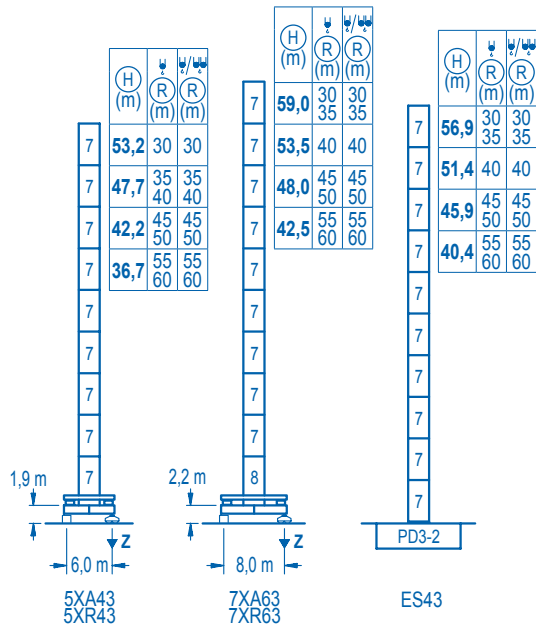 H (m) R (m) R (m)
53,2 30 30
47,7 35 40 35 40
42,2 45 50 45 50
36,7 55 60 55 60
7
7
7
7
7
7
7
7
7
1,9 m
Z
6,0 m
5XA43
5XR43
H (m) R (m) R (m)
59,0 30 35 30 35
53,5 40 40
48,0 45 50 45 50
42,5 55 60 55 60
7
7
7
7
7
7
7
7
7
8
2,2 m
Z
8,0 m
7XA63
7XR63
H (m) R (m) R (m)
56,9 30 35 30 35
51,4 40 40
45,9 45 50 45 50
40,4 55 60 55 60
7
7
7
7
7
7
7
7
7
7
PD3-2
ES43